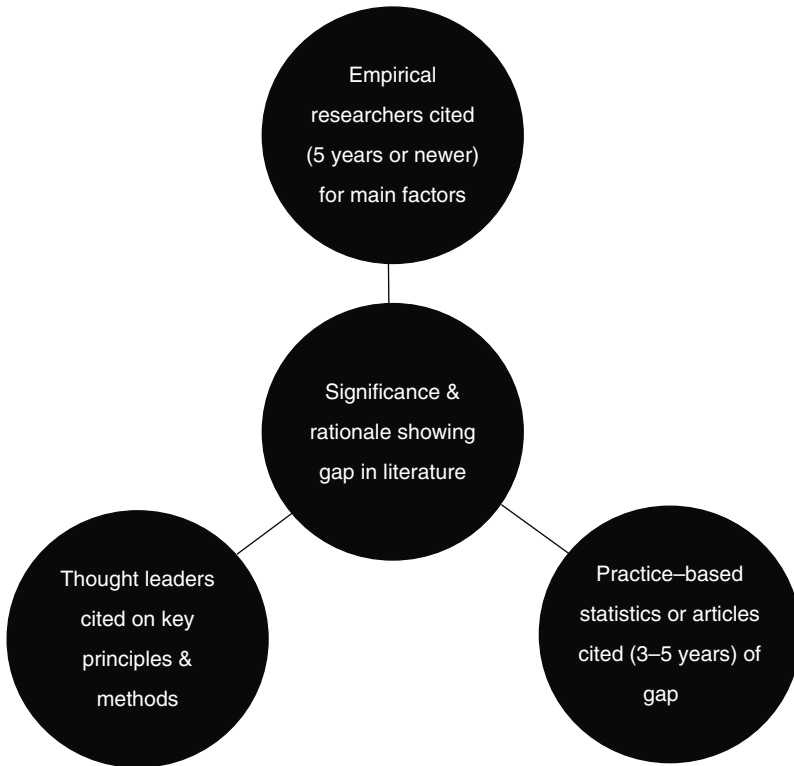 Empirical
researchers cited
(5 years or newer)
for main factors
Significance &
rationale showing
gap in literature
Thought leaders
cited on key
principles &
methods
Practice–based
statistics or articles
cited (3–5 years) of
gap